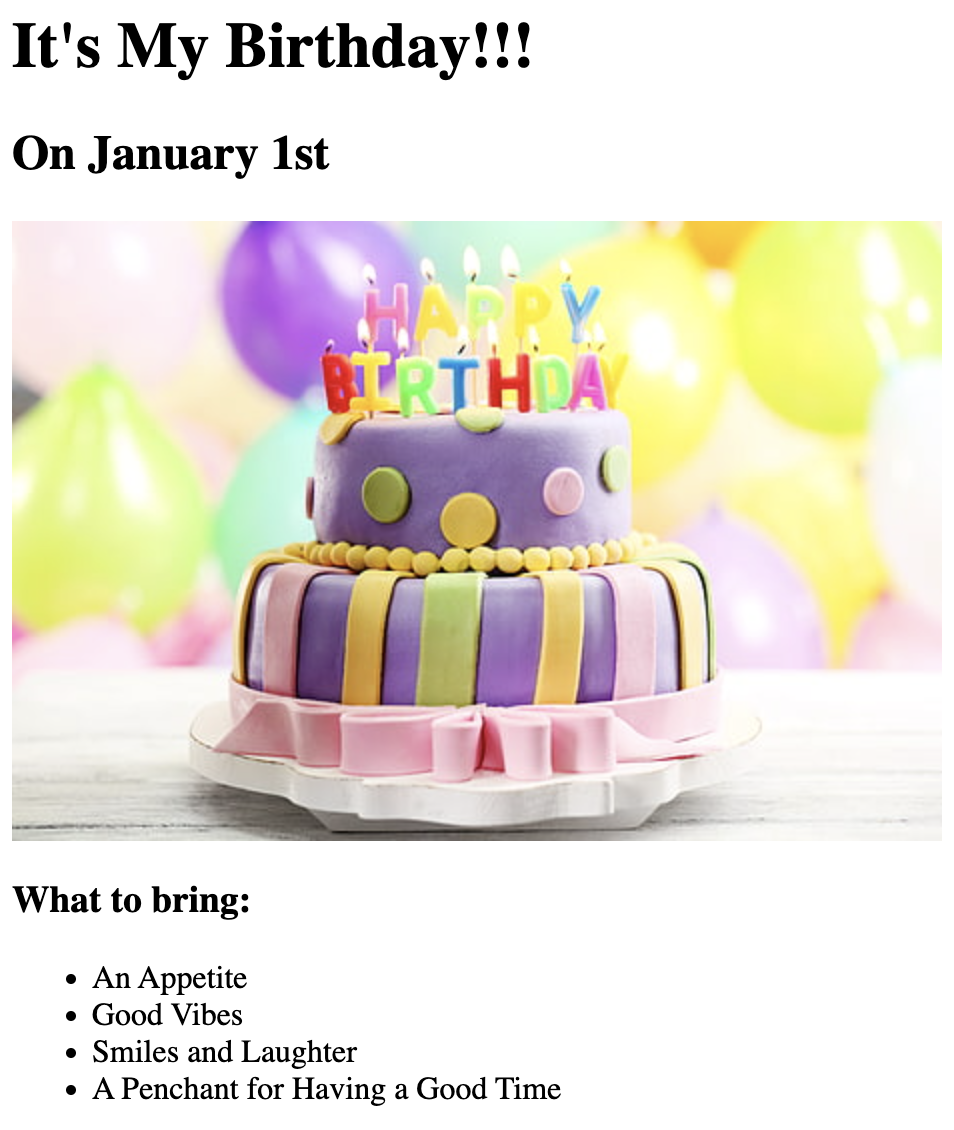 It's My Birthday!!!
On January 1st
HAPPY
BIRTHDAY
What to bring:
An Appetite
Good Vibes
Smiles and Laughter
A Penchant for Having a Good Time